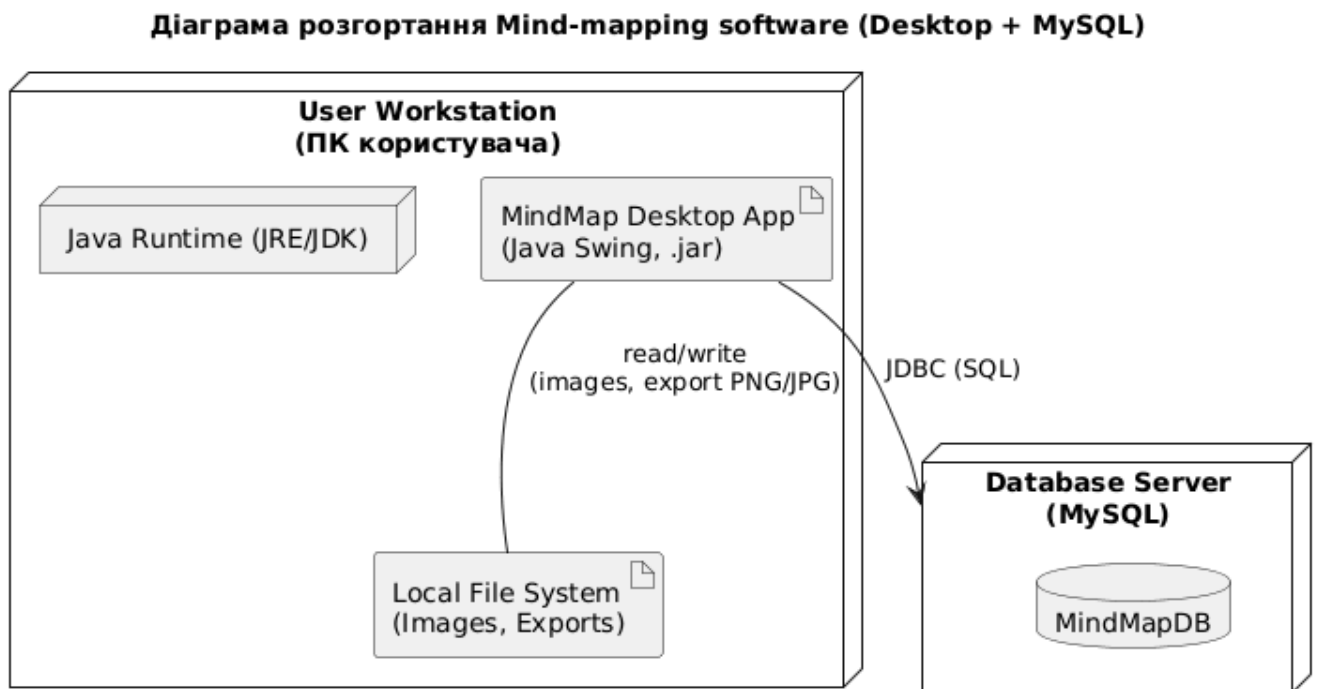 Діаграма розгортання Mind-mapping software (Desktop + MySQL)
User Workstation
(ПК користувача)
Java Runtime (JRE/JDK)
MindMap Desktop App
(Java Swing, .jar)
read/write
(images, export PNG/JPG)
JDBC (SQL)
Database Server
(MySQL)
MindMapDB
Local File System
(Images, Exports)